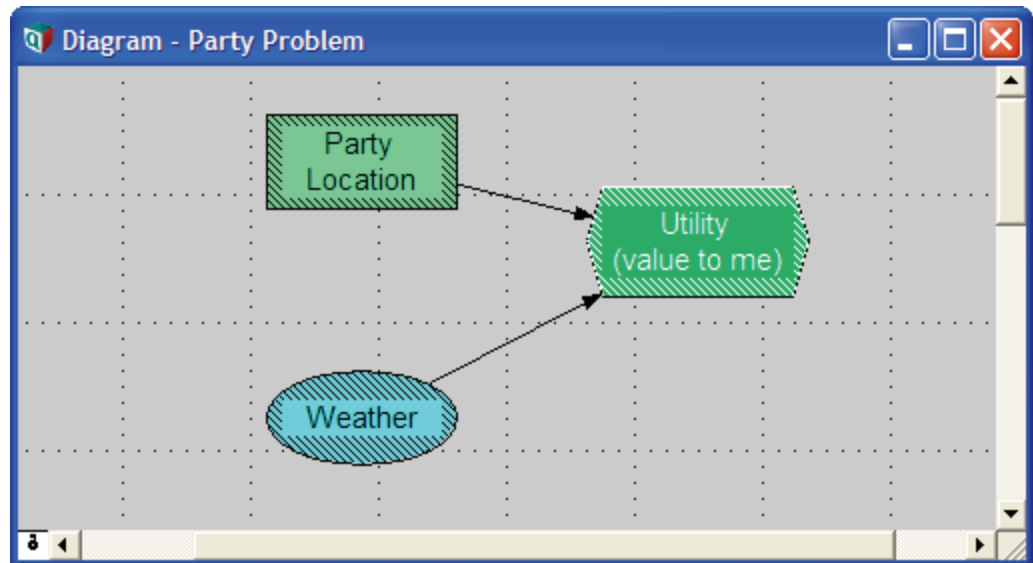 Diagram - Party Problem
Party
Location
Utility
(value to me)
Weather